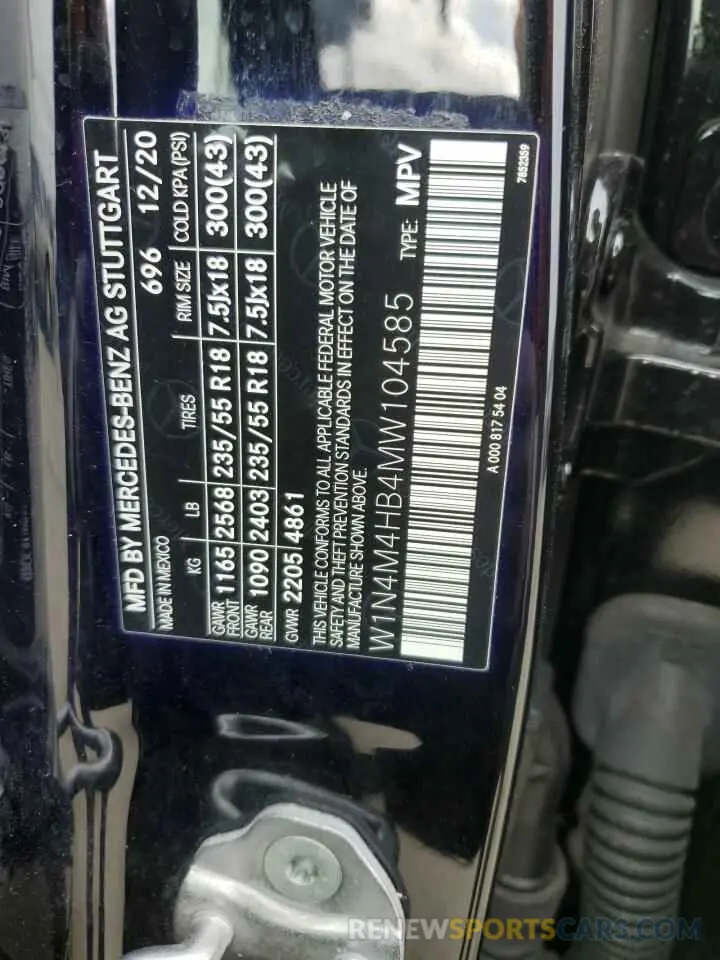 MFD BY MERCEDES-BENZ AG STUTTGART
MADE IN MEXICO 696 12/20
KG LB TIRES RIM SIZE COLD KPA (PSI)
GAWR FRONT 1165 2568 235/55 R18 7.5Jx18 300(43)
GAWR REAR 1090 2403 235/55 R18 7.5Jx18 300(43)
GVWR 2205 4861
THIS VEHICLE CONFORMS TO ALL APPLICABLE FEDERAL MOTOR VEHICLE
SAFETY AND THEFT PREVENTION STANDARDS IN EFFECT ON THE DATE OF
MANUFACTURE SHOWN ABOVE.
W1N4M4HB4MW104585 TYPE: MPV
A 000 817 54 04
7852359
RENEWSPORTSCARS.COM